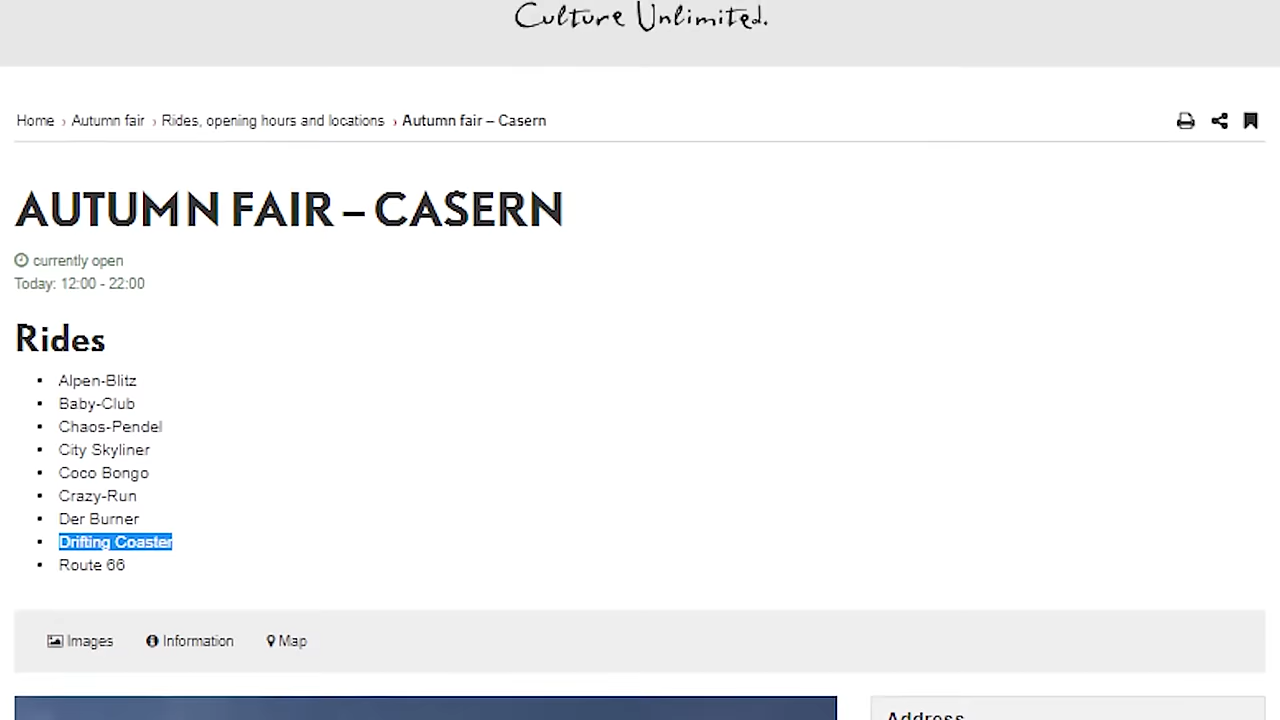 Culture Unlimited.
Home › Autumn fair › Rides, opening hours and locations › Autumn fair – Casern
AUTUMN FAIR – CASERN
currently open
Today: 12:00 - 22:00
Rides
• Alpen-Blitz
• Baby-Club
• Chaos-Pendel
• City Skyliner
• Coco Bongo
• Crazy-Run
• Der Burner
• Drifting Coaster
• Route 66
Images Information Map
Address